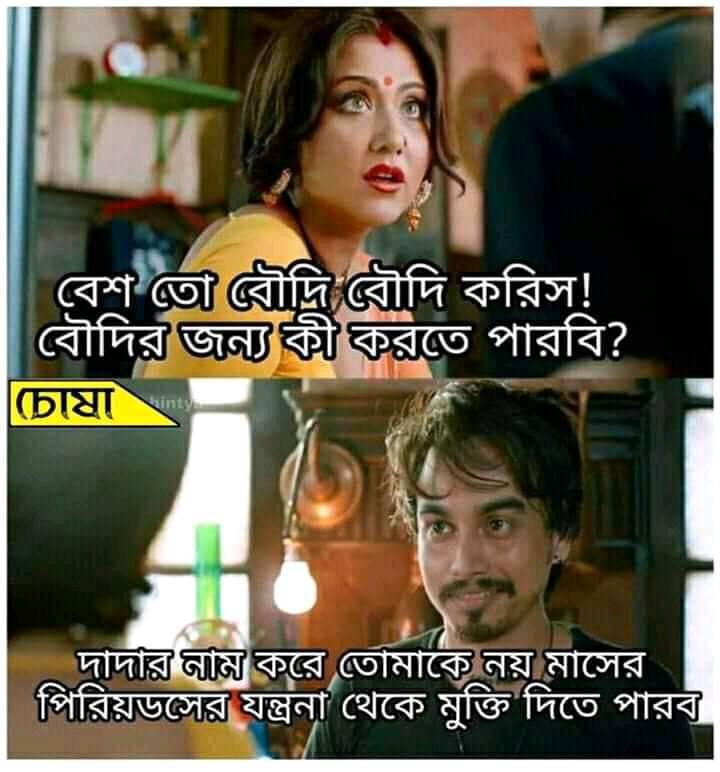 বেশ তো বৌদি বৌদি করিস!
বৌদির জন্য কী করতে পারবি?
চোষা
দাদার নাম করে তোমাকে নয় মাসের
পিরিয়ডসের যন্ত্রনা থেকে মুক্তি দিতে পারব